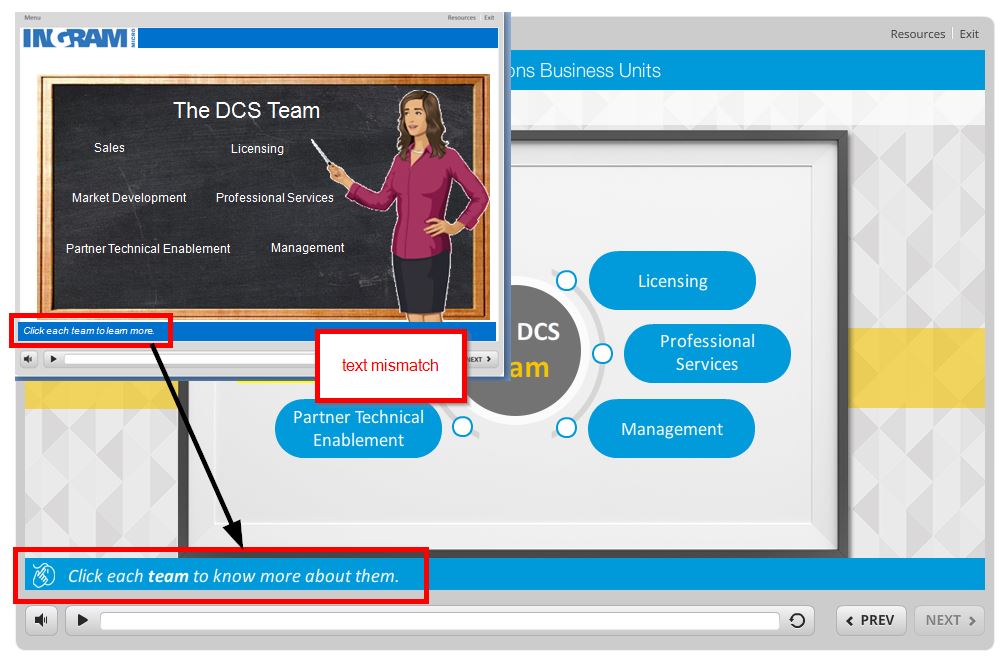 Menu
Resources Exit
INGRAM MICRO
The DCS Team
Sales
Licensing
Market Development
Professional Services
Partner Technical Enablement
Management
Click each team to learn more.
NEXT
Resources Exit
ons Business Units
text mismatch
DCS
am
Licensing
Professional
Services
Management
Partner Technical
Enablement
Click each team to know more about them.
PREV
NEXT